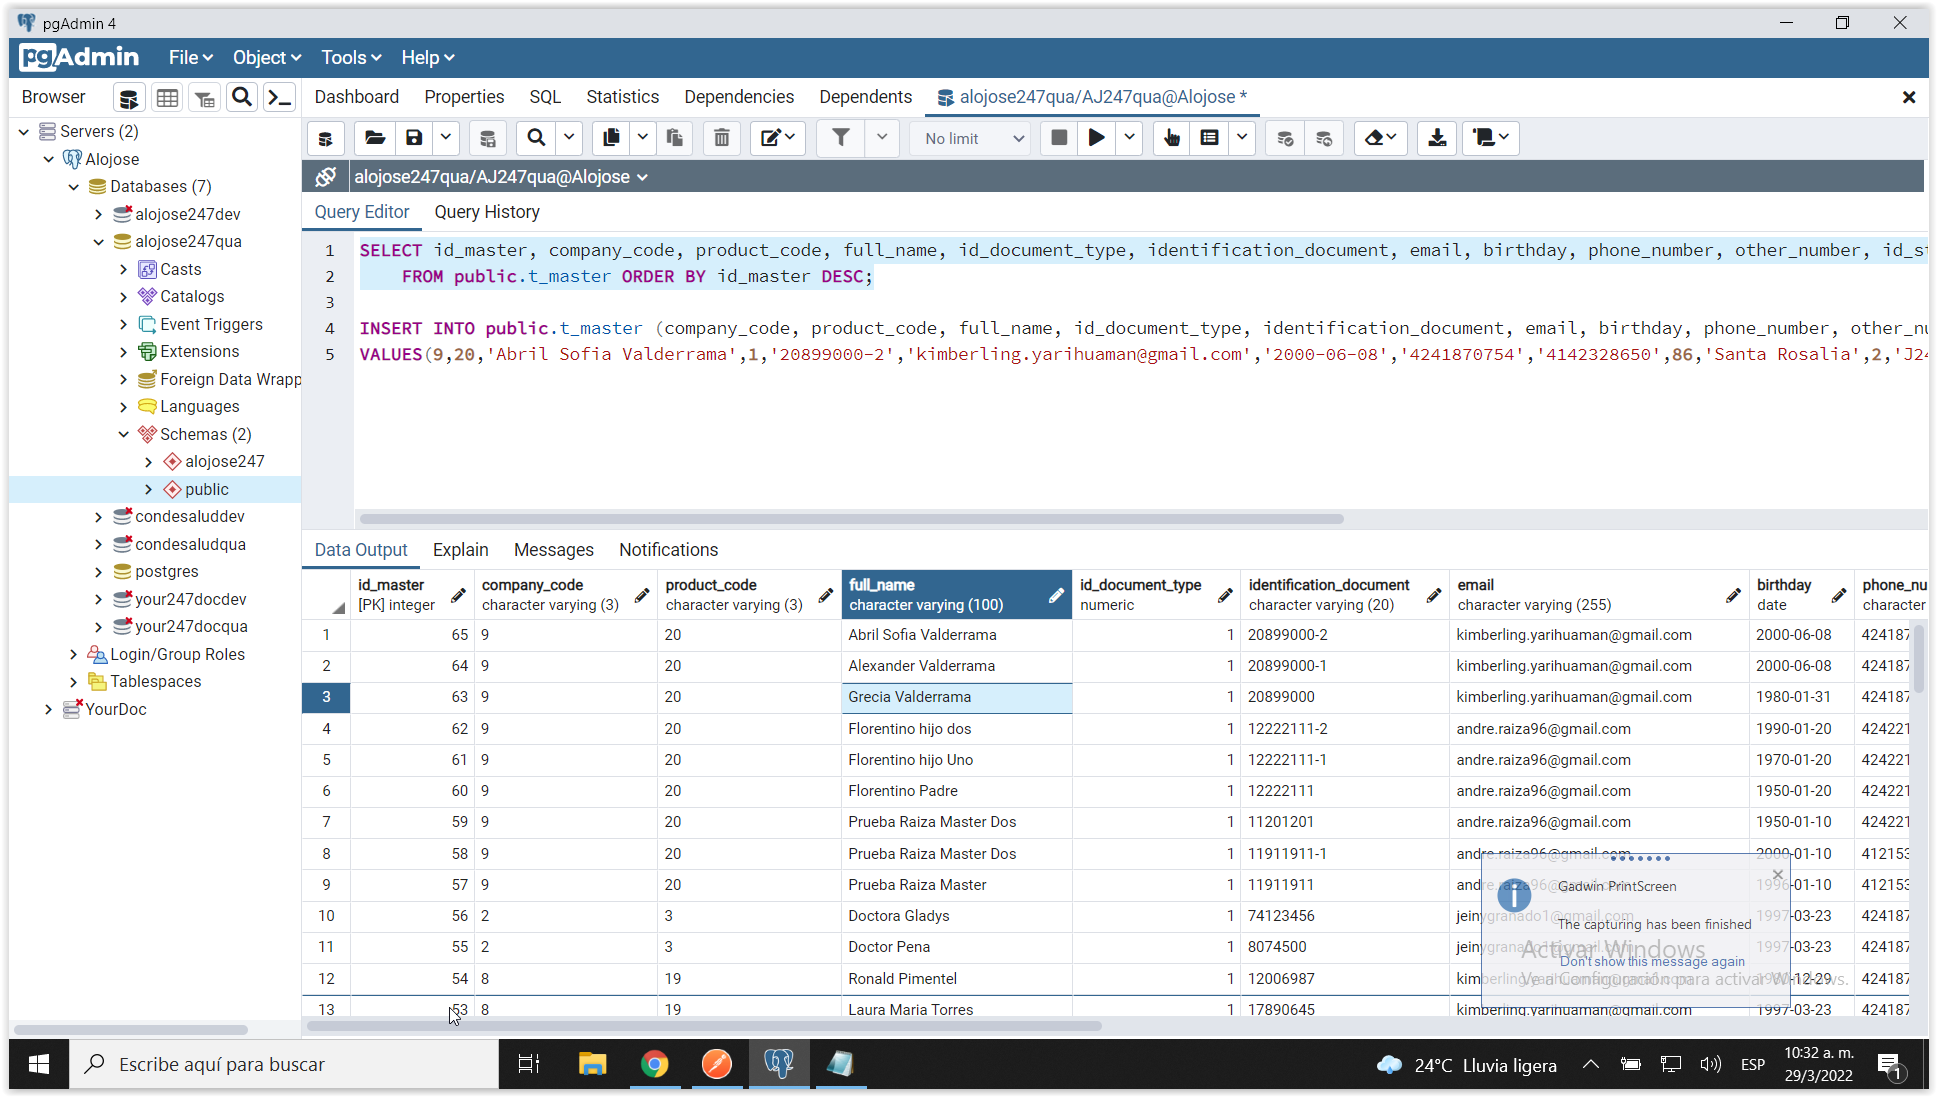 pgAdmin 4
pgAdmin File Object Tools Help
Browser Dashboard Properties SQL Statistics Dependencies Dependents alojose247qua/AJ247qua@Alojose *
Servers (2)
Alojose
Databases (7)
alojose247dev
alojose247qua
Casts
Catalogs
Event Triggers
Extensions
Foreign Data Wrapp
Languages
Schemas (2)
alojose247
public
condesaluddev
condesaludqua
postgres
your247docdev
your247docqua
Login/Group Roles
Tablespaces
YourDoc
No limit
alojose247qua/AJ247qua@Alojose
Query Editor Query History
1 SELECT id_master, company_code, product_code, full_name, id_document_type, identification_document, email, birthday, phone_number, other_number, id_s
2 FROM public.t_master ORDER BY id_master DESC;
3
4 INSERT INTO public.t_master (company_code, product_code, full_name, id_document_type, identification_document, email, birthday, phone_number, other_nu
5 VALUES(9,20,'Abril Sofia Valderrama',1,'20899000-2','kimberling.yarihuaman@gmail.com','2000-06-08','4241870754','4142328650',86,'Santa Rosalia',2,'J24
Data Output Explain Messages Notifications
id_master company_code product_code full_name id_document_type identification_document email birthday phone_nu
[PK] integer character varying (3) character varying (3) character varying (100) numeric character varying (20) character varying (255) date character
1 65 9 20 Abril Sofia Valderrama 1 20899000-2 kimberling.yarihuaman@gmail.com 2000-06-08 424187
2 64 9 20 Alexander Valderrama 1 20899000-1 kimberling.yarihuaman@gmail.com 2000-06-08 424187
3 63 9 20 Grecia Valderrama 1 20899000 kimberling.yarihuaman@gmail.com 1980-01-31 424187
4 62 9 20 Florentino hijo dos 1 12222111-2 andre.raiza96@gmail.com 1990-01-20 424221
5 61 9 20 Florentino hijo Uno 1 12222111-1 andre.raiza96@gmail.com 1970-01-20 424221
6 60 9 20 Florentino Padre 1 12222111 andre.raiza96@gmail.com 1950-01-20 424221
7 59 9 20 Prueba Raiza Master Dos 1 11201201 andre.raiza96@gmail.com 1950-01-10 424221
8 58 9 20 Prueba Raiza Master Dos 1 11911911-1 andre.raiza96@gmail.com 2000-01-10 412153
9 57 9 20 Prueba Raiza Master 1 11911911 andre.raiza96@gmail.com 1996-01-10 412153
10 56 2 3 Doctora Gladys 1 74123456 jeinygranado1@gmail.com 1997-03-23 424187
11 55 2 3 Doctor Pena 1 8074500 jeinygranado1@gmail.com 1997-03-23 424187
12 54 8 19 Ronald Pimentel 1 12006987 kimberling.yarihuaman@gmail.com 12-29 424187
13 53 8 19 Laura Maria Torres 1 17890645 kimberling.yarihuaman@gmail.com 1997-03-23 424187
Gadwin PrintScreen
The capturing has been finished
Don't show this message again
Activar Windows
Ve a Configuración para activar Windows.
Escribe aquí para buscar
24°C Lluvia ligera ESP
10:32 a. m.
29/3/2022
1